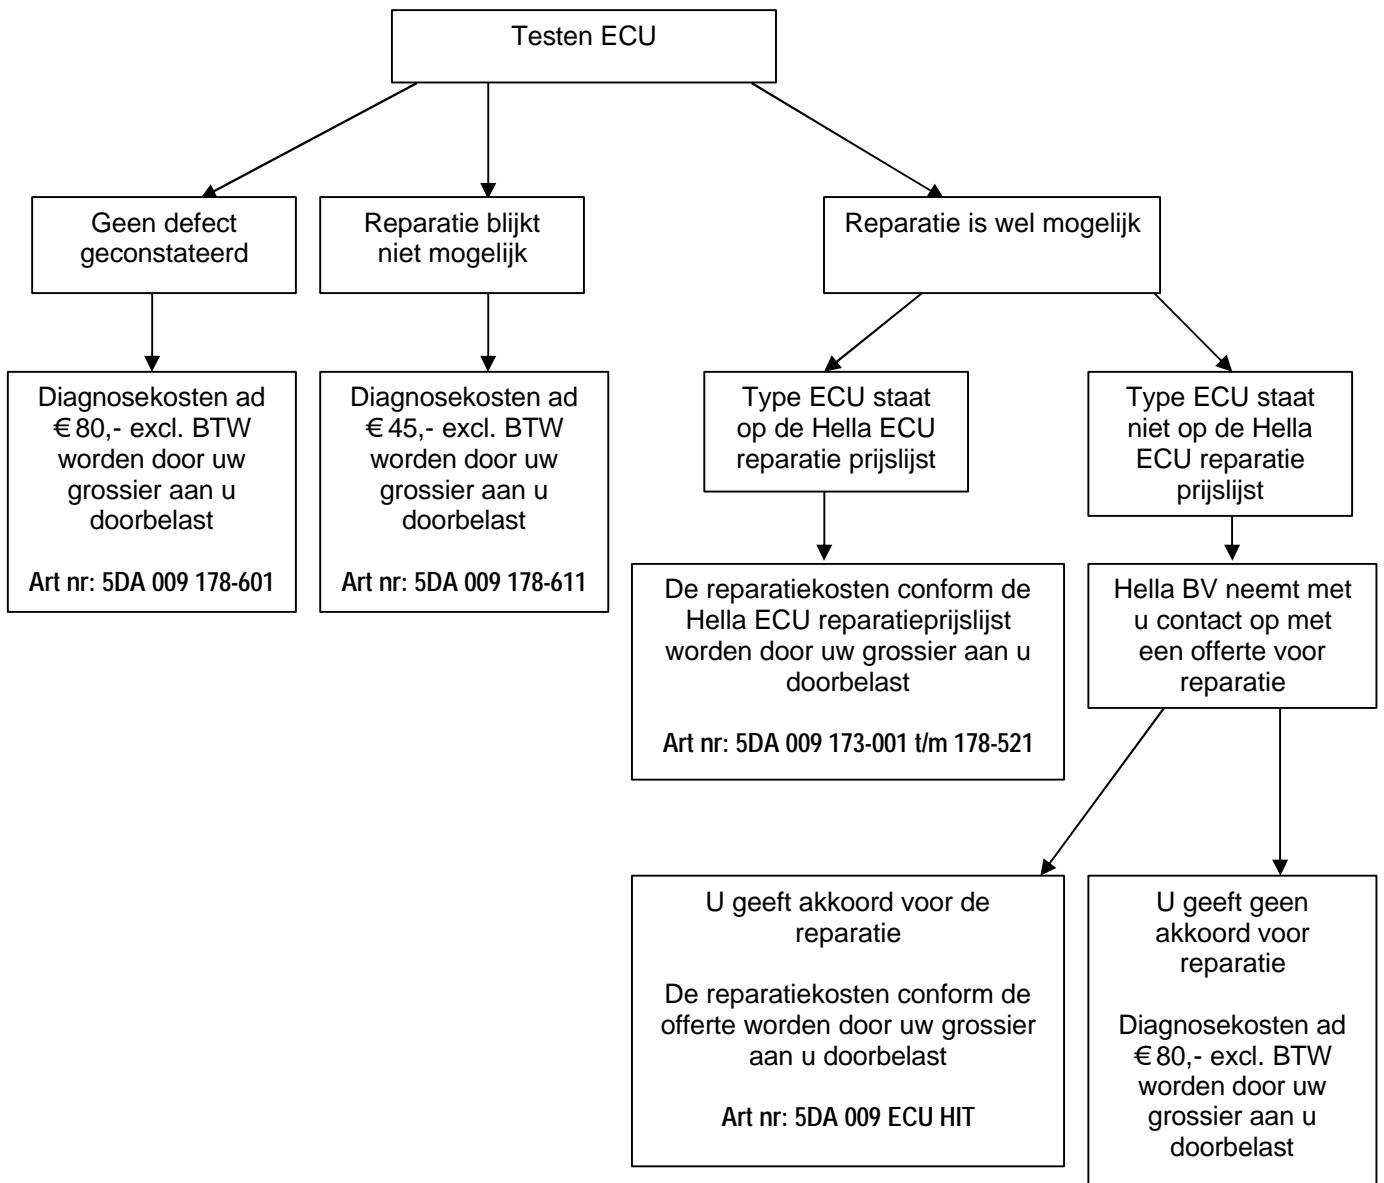 Testen ECU
Geen defect
geconstateerd
Reparatie blijkt
niet mogelijk
Reparatie is wel mogelijk
Diagnosekosten ad
€ 80,- excl. BTW
worden door uw
grossier aan u
doorbelast
Art nr: 5DA 009 178-601
Diagnosekosten ad
€ 45,- excl. BTW
worden door uw
grossier aan u
doorbelast
Art nr: 5DA 009 178-611
Type ECU staat
op de Hella ECU
reparatie prijslijst
Type ECU staat
niet op de Hella
ECU reparatie
prijslijst
De reparatiekosten conform de
Hella ECU reparatieprijslijst
worden door uw grossier aan u
doorbelast
Art nr: 5DA 009 173-001 t/m 178-521
Hella BV neemt met
u contact op met
een offerte voor
reparatie
U geeft akkoord voor de
reparatie
De reparatiekosten conform de
offerte worden door uw grossier
aan u doorbelast
Art nr: 5DA 009 ECU HIT
U geeft geen
akkoord voor
reparatie
Diagnosekosten ad
€ 80,- excl. BTW
worden door uw
grossier aan u
doorbelast